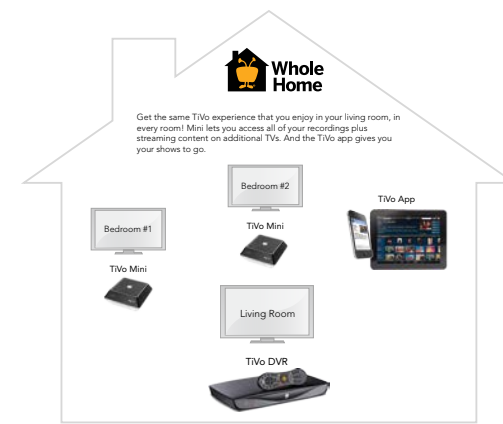 Whole
Home
Get the same TiVo experience that you enjoy in your living room, in
every room! Mini lets you access all of your recordings plus
streaming content on additional TVs. And the TiVo app gives you
your shows to go.
Bedroom #2
TiVo App
Bedroom #1
TiVo Mini
TiVo Mini
Living Room
TiVo DVR